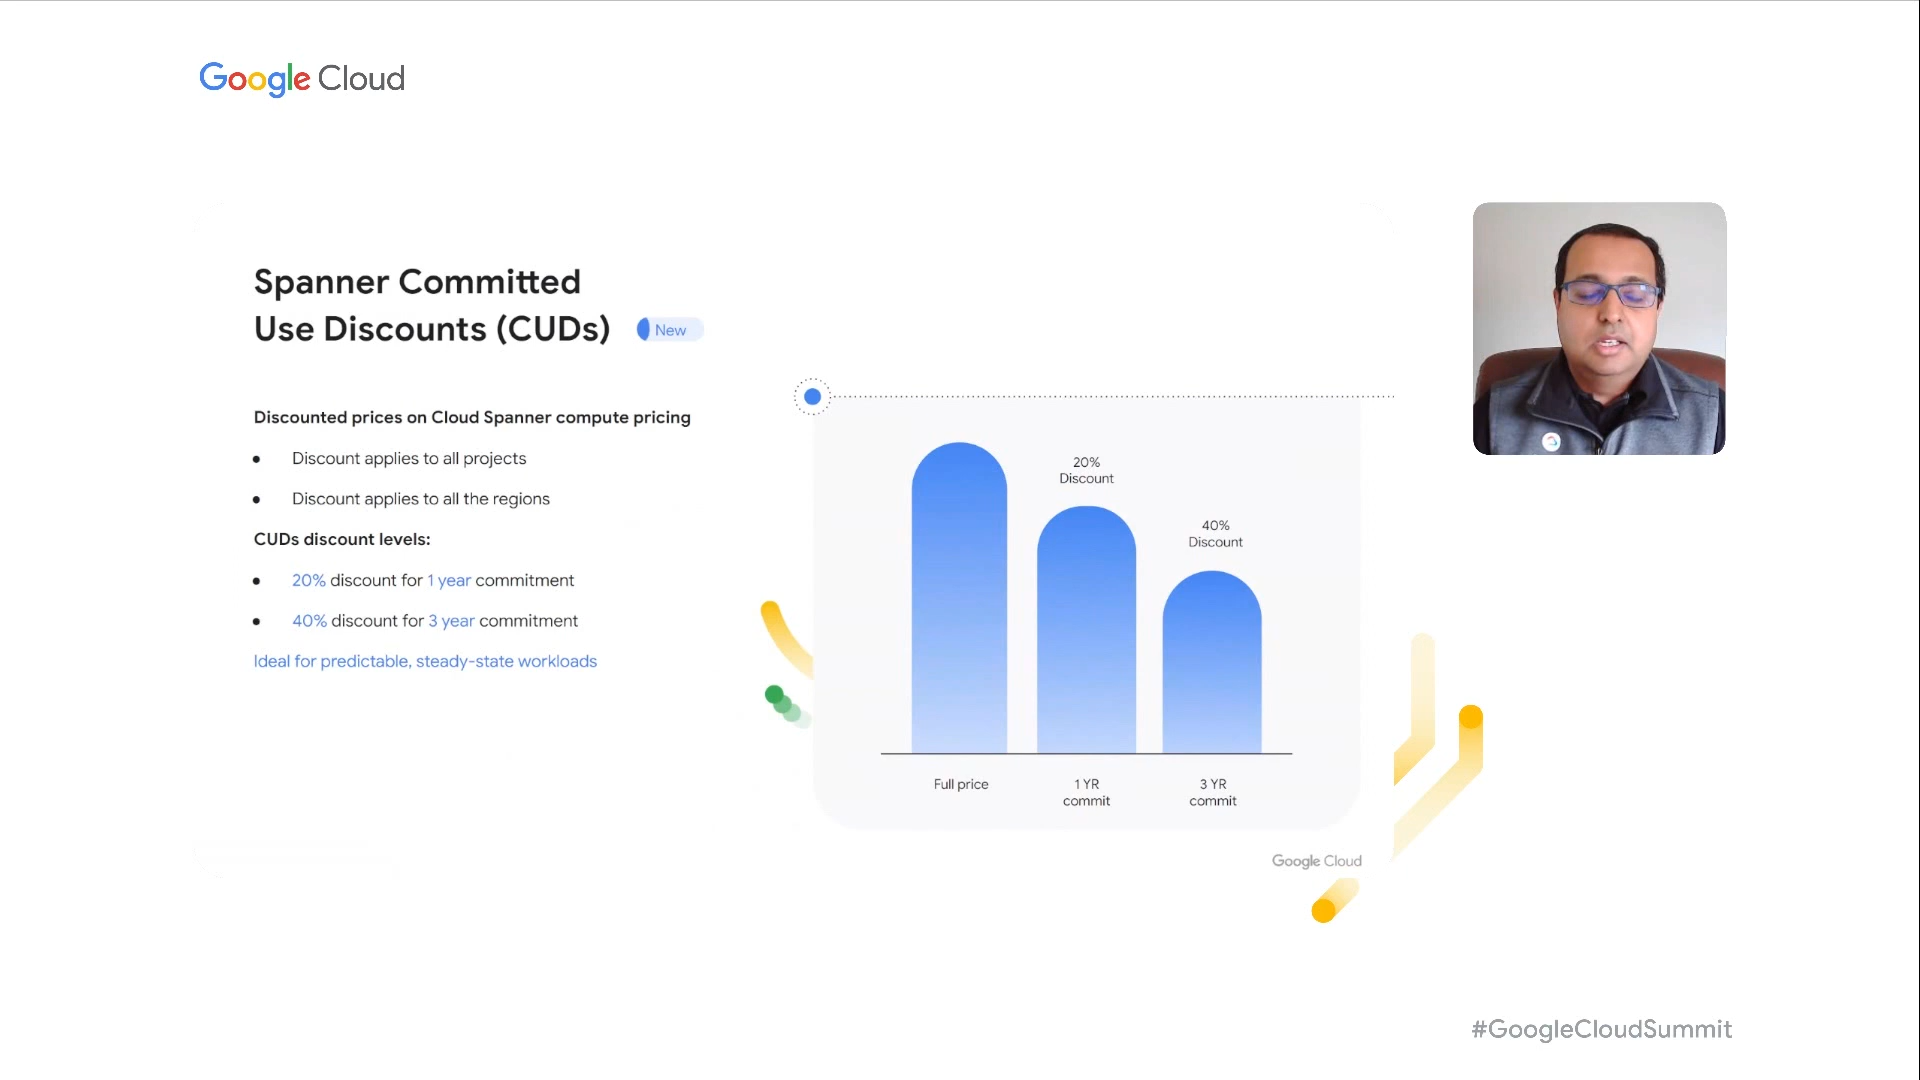 Google Cloud
Spanner Committed
Use Discounts (CUDs)
New
Discounted prices on Cloud Spanner compute pricing
Discount applies to all projects
Discount applies to all the regions
CUDs discount levels:
20% discount for 1 year commitment
40% discount for 3 year commitment
Ideal for predictable, steady-state workloads
20%
Discount
40%
Discount
Full price
1 YR
commit
3 YR
commit
Google Cloud
#GoogleCloudSummit